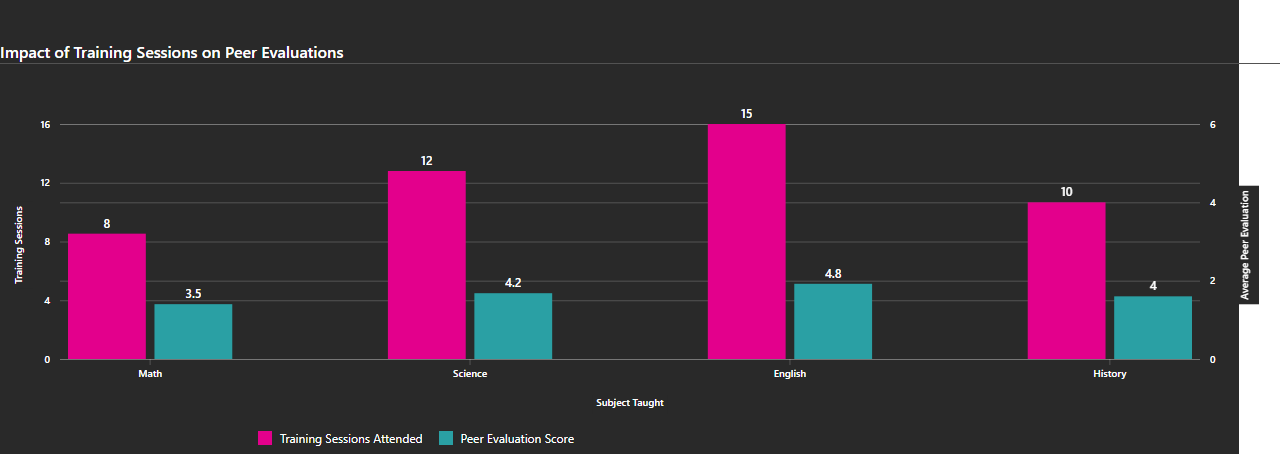 Impact of Training Sessions on Peer Evaluations
16
12
8
4
0
Training Sessions
8
3.5
12
4.2
15
4.8
10
4
6
4
2
0
Average Peer Evaluation
Math
Science
English
History
Subject Taught
Training Sessions Attended
Peer Evaluation Score